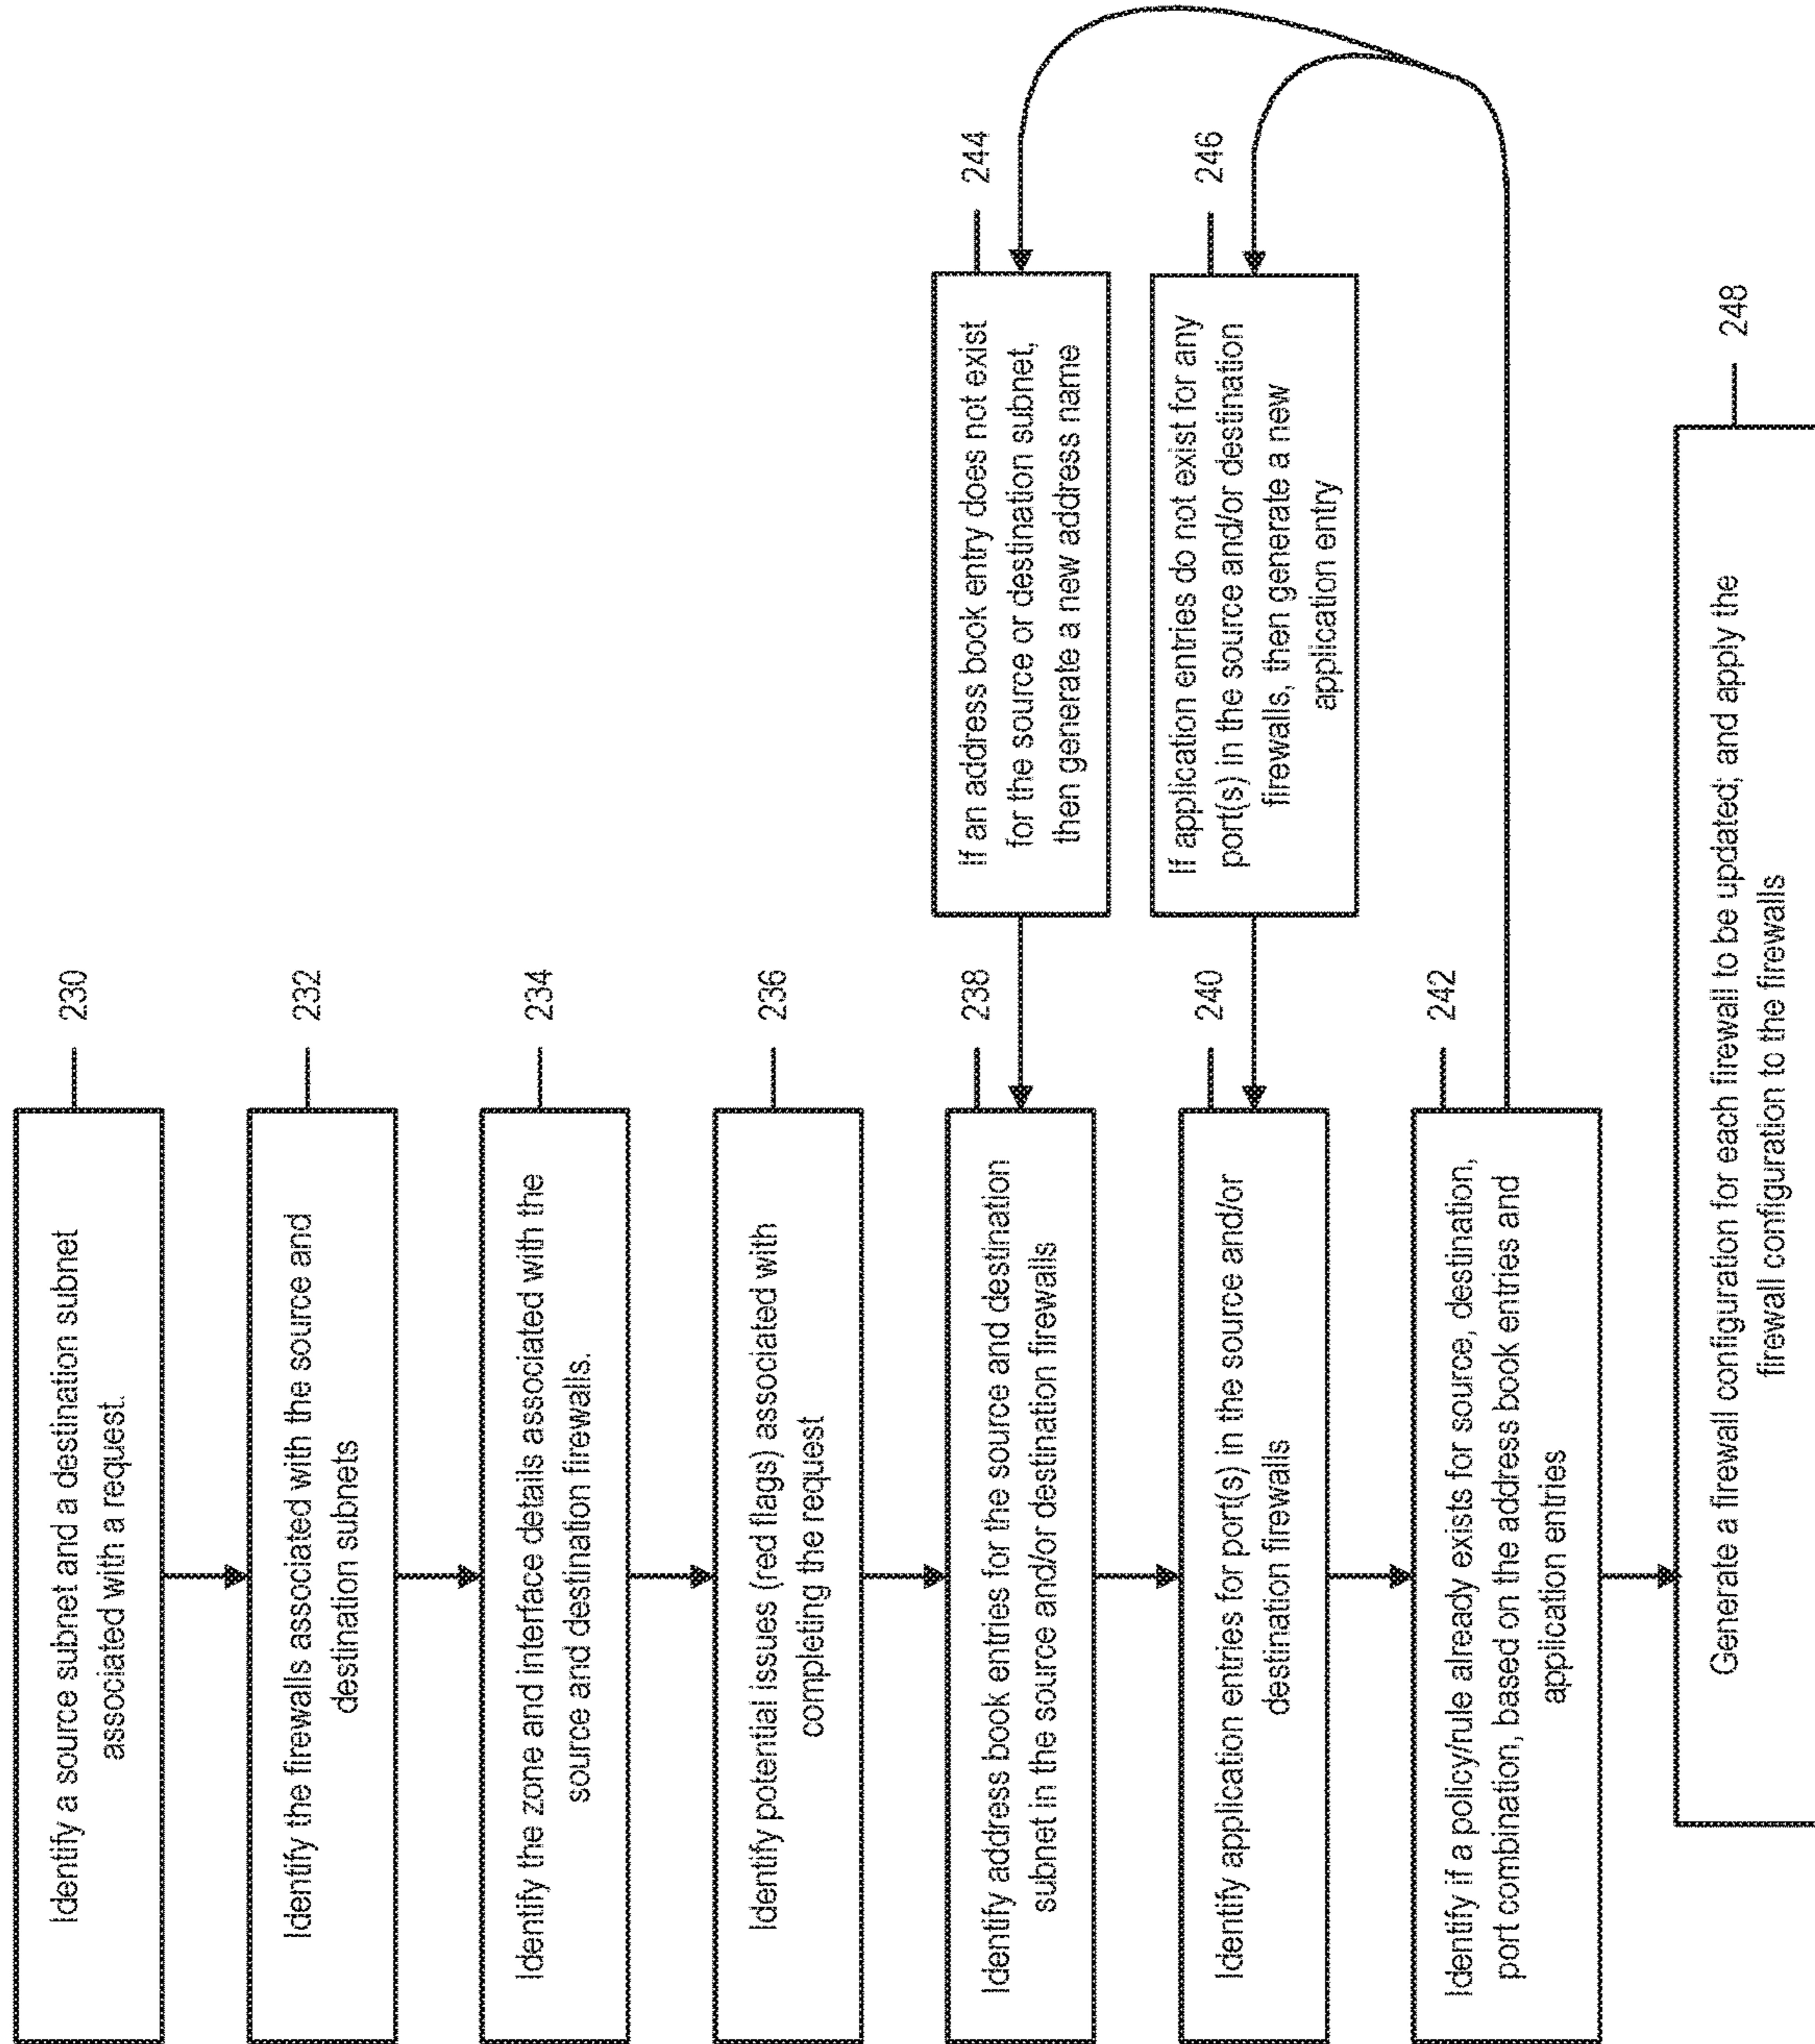 Identify a source subnet and a destination subnet
associated with a request.
230
Identify the firewalls associated with the source and
destination subnets
232
Identify the zone and interface details associated with the
source and destination firewalls.
234
Identify potential issues (red flags) associated with
completing the request
236
Identify address book entries for the source and destination
subnet in the source and/or destination firewalls
238
If an address book entry does not exist
for the source or destination subnet,
then generate a new address name
244
Identify application entries for port(s) in the source and/or
destination firewalls
240
If application entries do not exist for any
port(s) in the source and/or destination
firewalls, then generate a new
application entry
246
Identify if a policy/rule already exists for source, destination,
port combination, based on the address book entries and
application entries
242
Generate a firewall configuration for each firewall to be updated; and apply the
firewall configuration to the firewalls
248